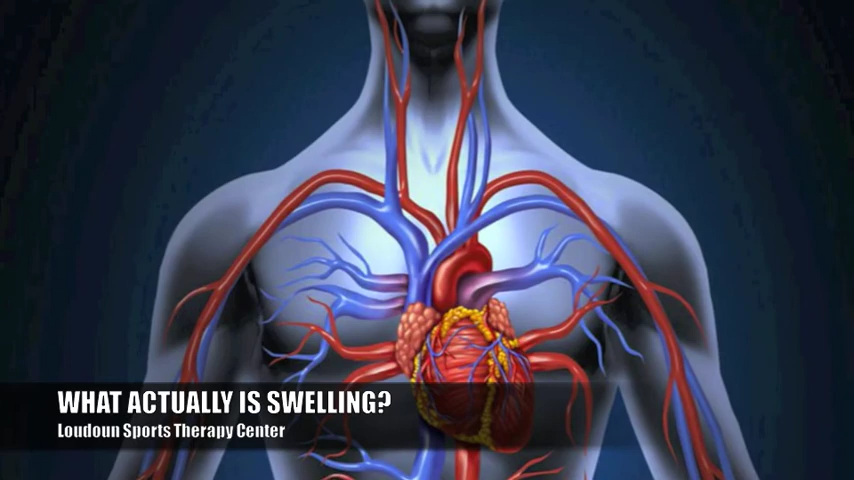 WHAT ACTUALLY IS SWELLING?
Loudoun Sports Therapy Center